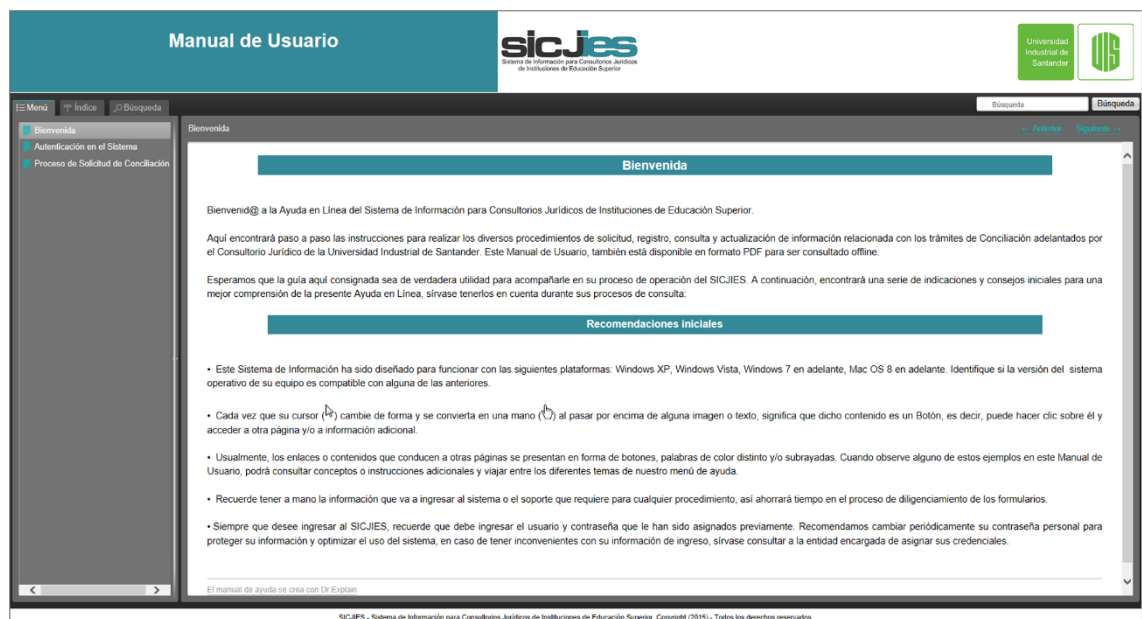 Manual de Usuario
sicJies
Sistema de Información para Consultorios Jurídicos
de Instituciones de Educación Superior
Universidad
Industrial de
Santander
UIS
Menú Índice Búsqueda
Búsqueda Búsqueda
Bienvenida
Autenticación en el Sistema
Proceso de Solicitud de Conciliación
Bienvenida
← Anterior Siguiente →
Bienvenida
Bienvenid@ a la Ayuda en Línea del Sistema de Información para Consultorios Jurídicos de Instituciones de Educación Superior.
Aquí encontrará paso a paso las instrucciones para realizar los diversos procedimientos de solicitud, registro, consulta y actualización de información relacionada con los trámites de Conciliación adelantados por
el Consultorio Jurídico de la Universidad Industrial de Santander. Este Manual de Usuario, también está disponible en formato PDF para ser consultado offline.
Esperamos que la guía aquí consignada sea de verdadera utilidad para acompañarle en su proceso de operación del SICJIES. A continuación, encontrará una serie de indicaciones y consejos iniciales para una
mejor comprensión de la presente Ayuda en Línea, sírvase tenerlos en cuenta durante sus procesos de consulta:
Recomendaciones iniciales
• Este Sistema de Información ha sido diseñado para funcionar con las siguientes plataformas: Windows XP, Windows Vista, Windows 7 en adelante, Mac OS 8 en adelante. Identifique si la versión del sistema
operativo de su equipo es compatible con alguna de las anteriores.
• Cada vez que su cursor ( ) cambie de forma y se convierta en una mano ( ) al pasar por encima de alguna imagen o texto, significa que dicho contenido es un Botón, es decir, puede hacer clic sobre él y
acceder a otra página y/o a información adicional.
• Usualmente, los enlaces o contenidos que conducen a otras páginas se presentan en forma de botones, palabras de color distinto y/o subrayadas. Cuando observe alguno de estos ejemplos en este Manual de
Usuario, podrá consultar conceptos o instrucciones adicionales y viajar entre los diferentes temas de nuestro menú de ayuda.
• Recuerde tener a mano la información que va a ingresar al sistema o el soporte que requiere para cualquier procedimiento, así ahorrará tiempo en el proceso de diligenciamiento de los formularios.
• Siempre que desee ingresar al SICJIES, recuerde que debe ingresar el usuario y contraseña que le han sido asignados previamente. Recomendamos cambiar periódicamente su contraseña personal para
proteger su información y optimizar el uso del sistema, en caso de tener inconvenientes con su información de ingreso, sírvase consultar a la entidad encargada de asignar sus credenciales.
El manual de ayuda se crea con Dr.Explain
SICJIES - Sistema de Información para Consultorios Jurídicos de Instituciones de Educación Superior. Copyright (2015) - Todos los derechos reservados